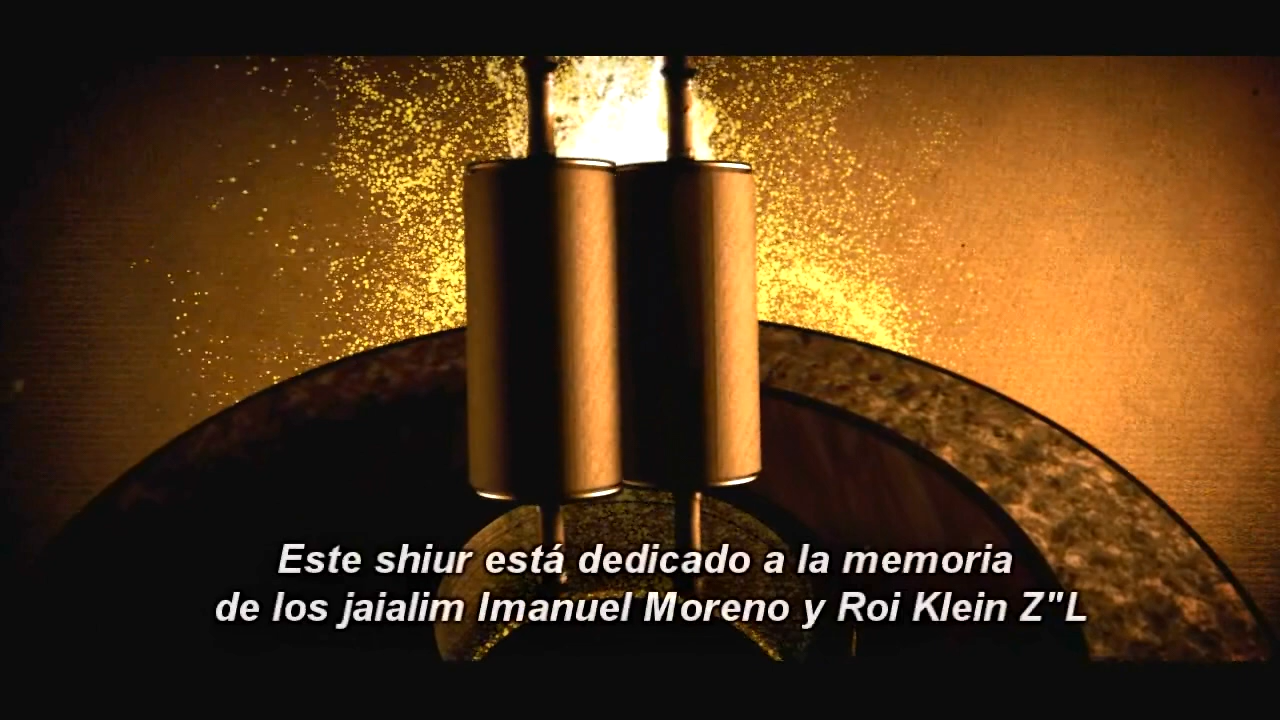 Este shiur está dedicado a la memoria
de los jaialim Imanuel Moreno y Roi Klein Z"L